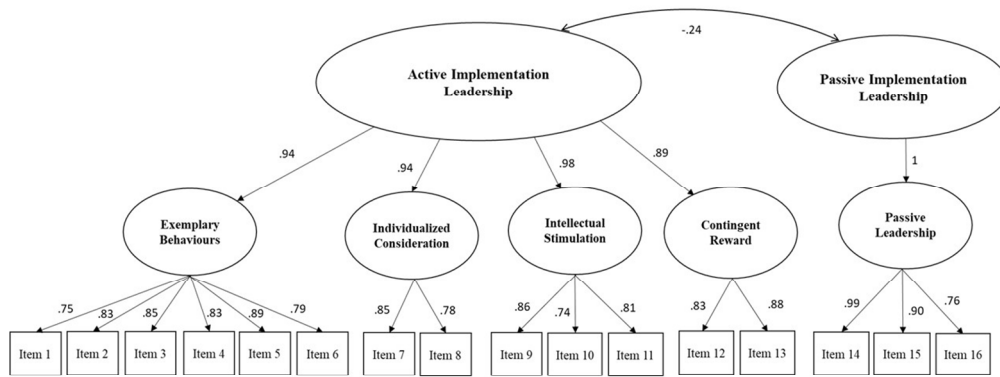 -.24
Active Implementation
Leadership
Passive Implementation
Leadership
.94
.94
.98
.89
1
Exemplary
Behaviours
Individualized
Consideration
Intellectual
Stimulation
Contingent
Reward
Passive
Leadership
.75
.83
.85
.83
.89
.79
.85
.78
.86
.74
.81
.83
.88
.99
.90
.76
Item 1
Item 2
Item 3
Item 4
Item 5
Item 6
Item 7
Item 8
Item 9
Item 10
Item 11
Item 12
Item 13
Item 14
Item 15
Item 16